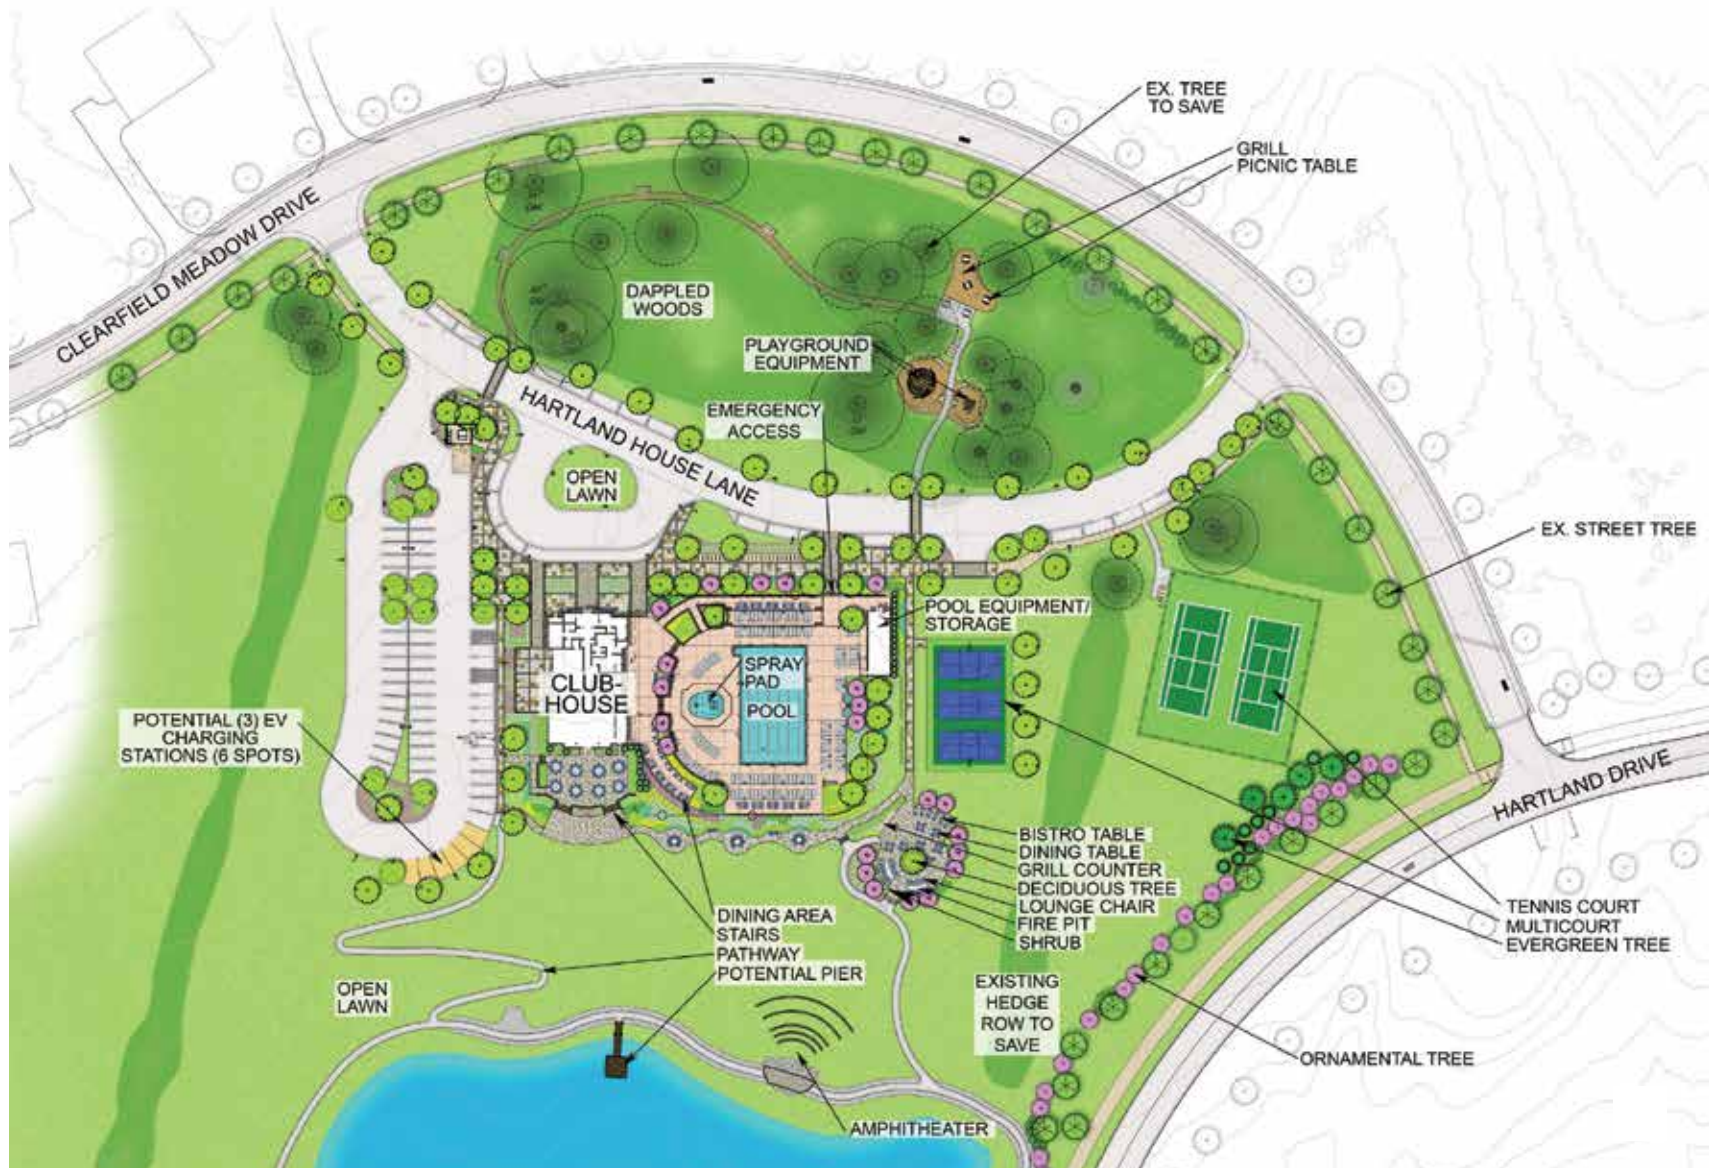 EX. TREE
TO SAVE
GRILL
PICNIC TABLE
CLEARFIELD MEADOW DRIVE
DAPPLED
WOODS
PLAYGROUND
EQUIPMENT
EMERGENCY
ACCESS
HARTLAND HOUSE LANE
OPEN
LAWN
EX. STREET TREE
POOL EQUIPMENT/
STORAGE
SPRAY
PAD
POOL
CLUB-
HOUSE
POTENTIAL (3) EV
CHARGING
STATIONS (6 SPOTS)
HARTLAND DRIVE
BISTRO TABLE
DINING TABLE
GRILL COUNTER
DECIDUOUS TREE
LOUNGE CHAIR
FIRE PIT
SHRUB
TENNIS COURT
MULTICOURT
EVERGREEN TREE
DINING AREA
STAIRS
PATHWAY
POTENTIAL PIER
OPEN
LAWN
EXISTING
HEDGE
ROW TO
SAVE
ORNAMENTAL TREE
AMPHITHEATER